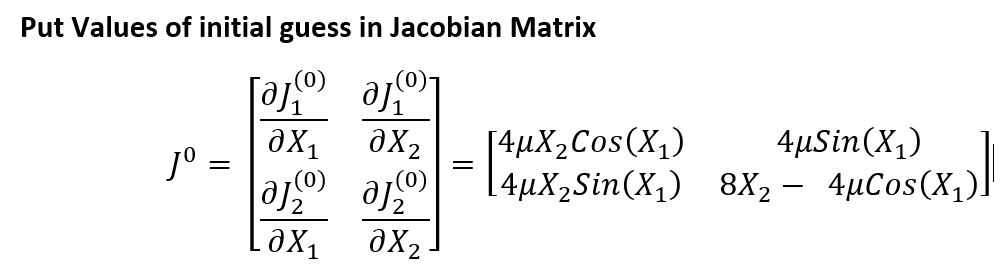 Put Values of initial guess in Jacobian Matrix
J⁰ = [∂J₁⁽⁰⁾/∂X₁ ∂J₁⁽⁰⁾/∂X₂ ; ∂J₂⁽⁰⁾/∂X₁ ∂J₂⁽⁰⁾/∂X₂] = [4μX₂Cos(X₁) 4μSin(X₁) ; 4μX₂Sin(X₁) 8X₂ − 4μCos(X₁)]